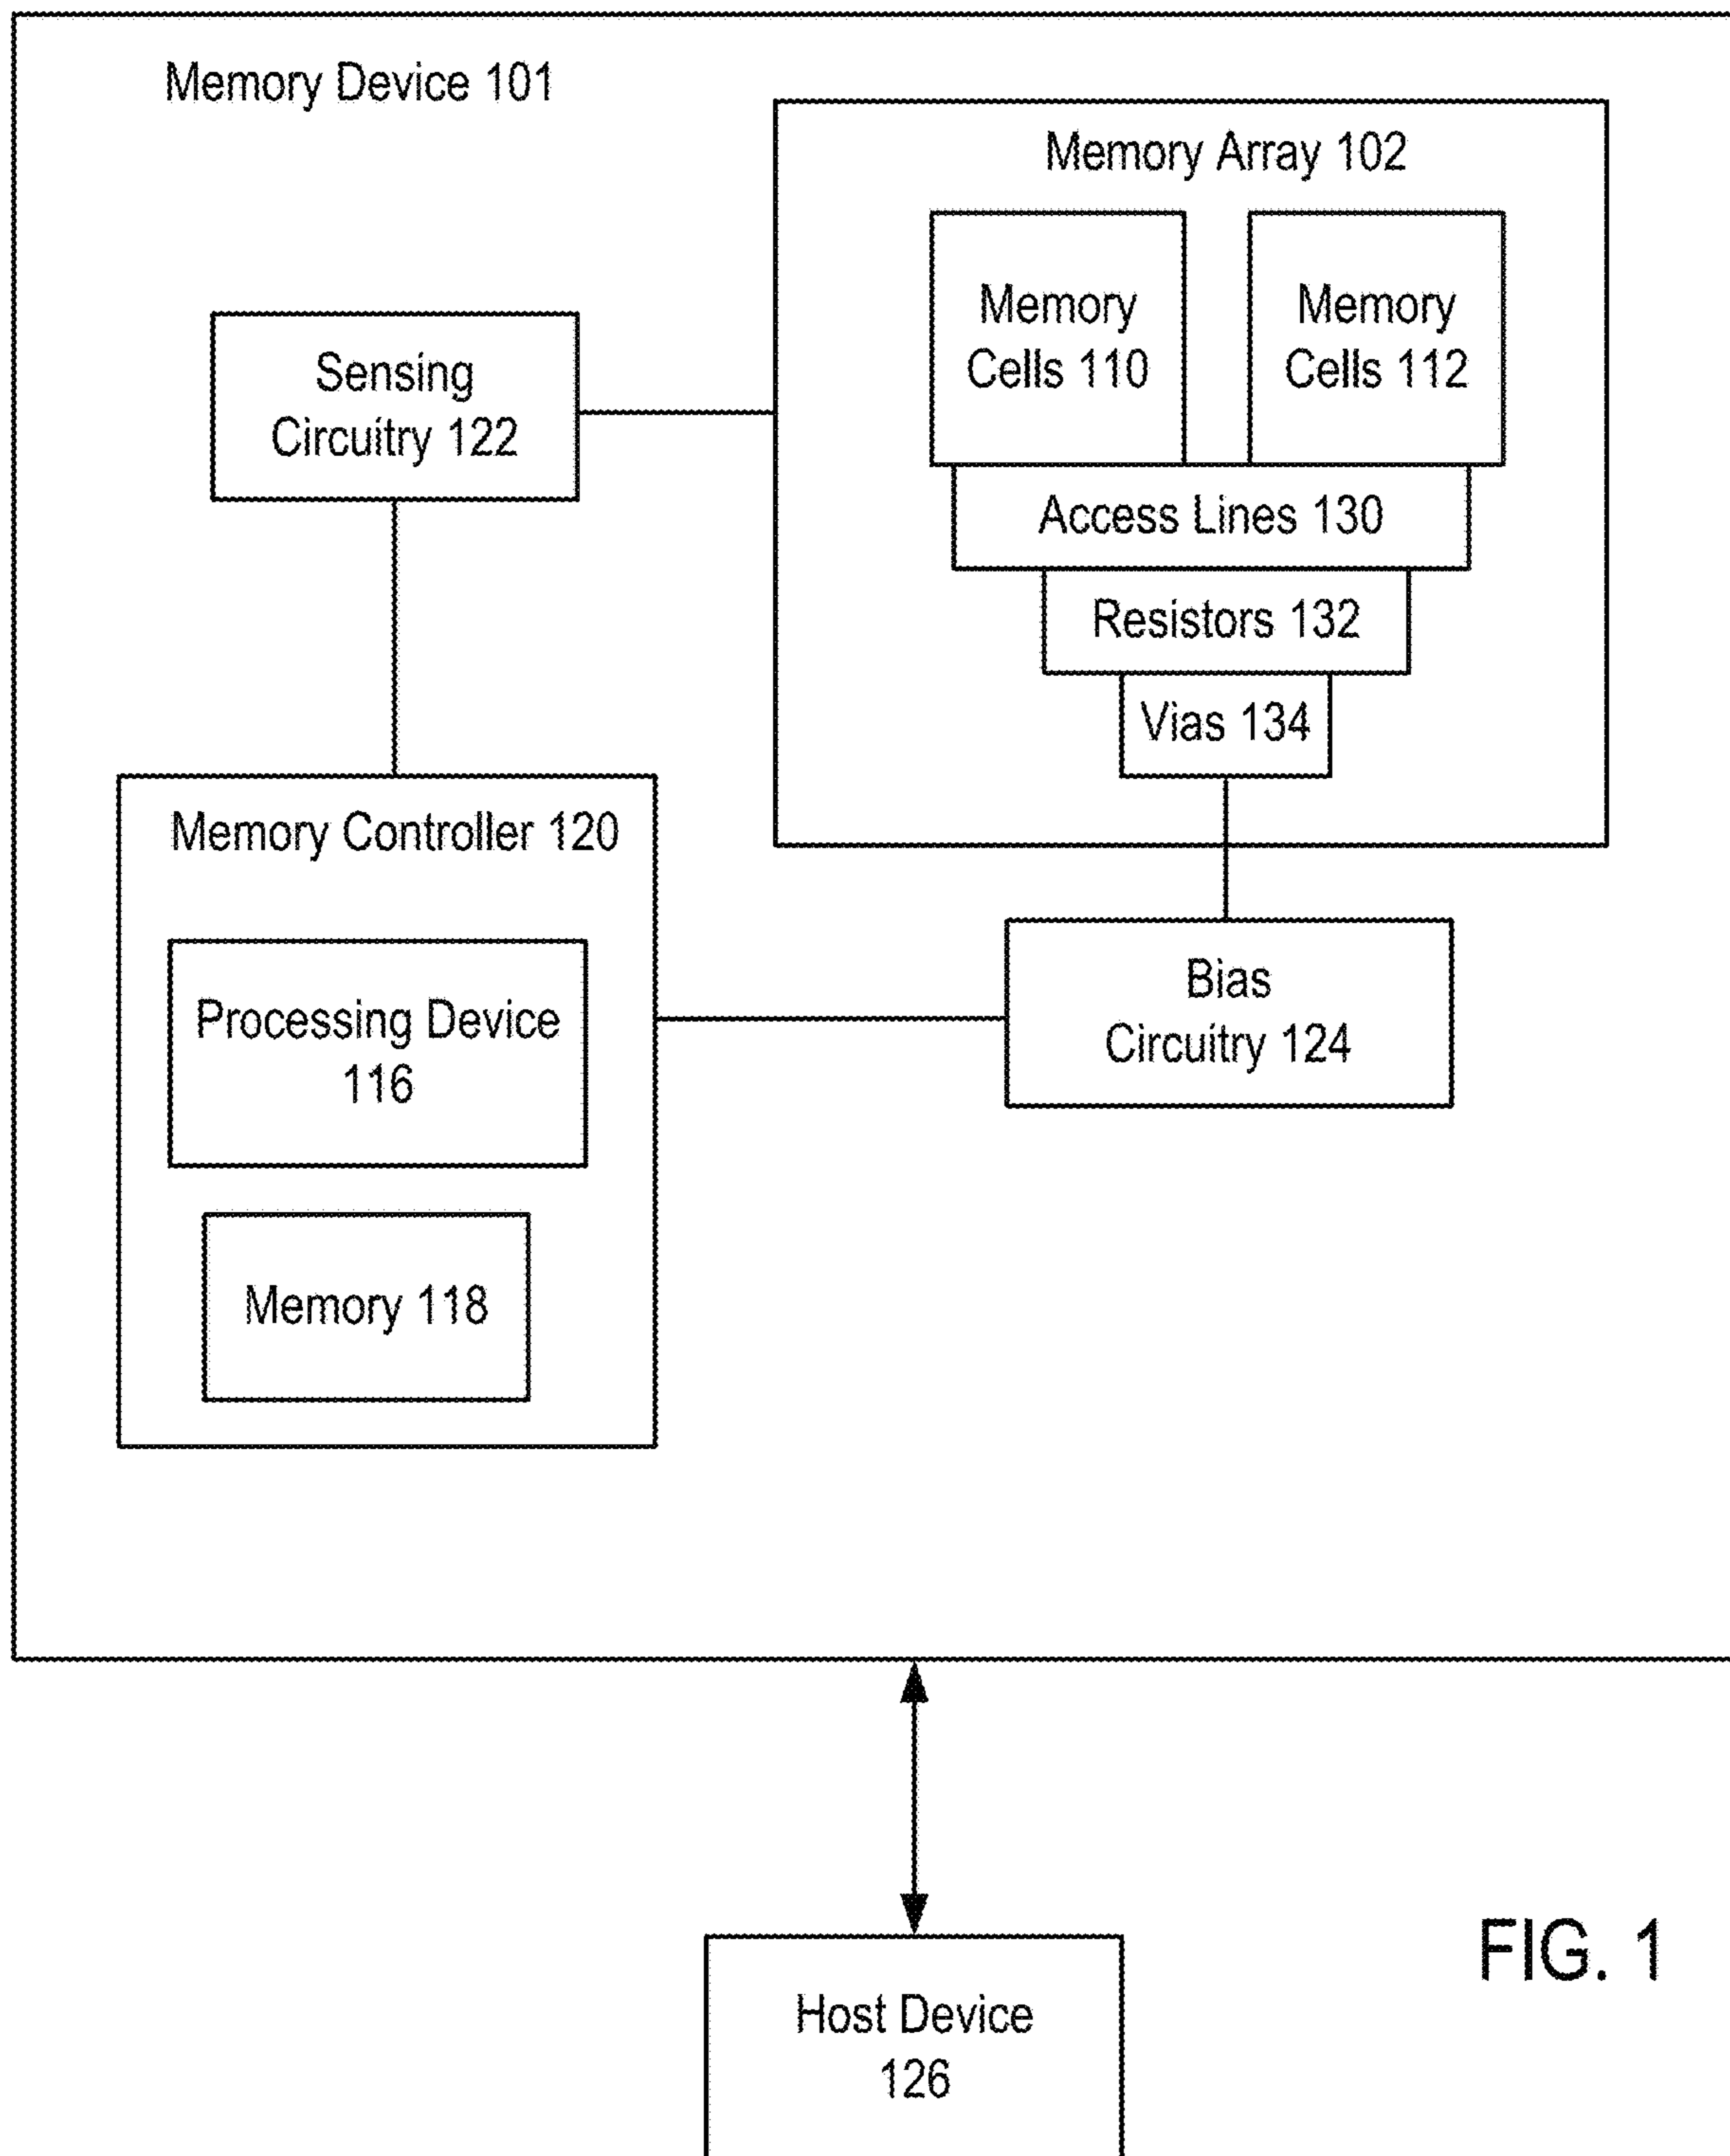 Memory Device 101
Memory Array 102
Memory
Cells 110
Memory
Cells 112
Sensing
Circuitry 122
Access Lines 130
Resistors 132
Vias 134
Memory Controller 120
Processing Device
116
Bias
Circuitry 124
Memory 118
Host Device
126
FIG. 1